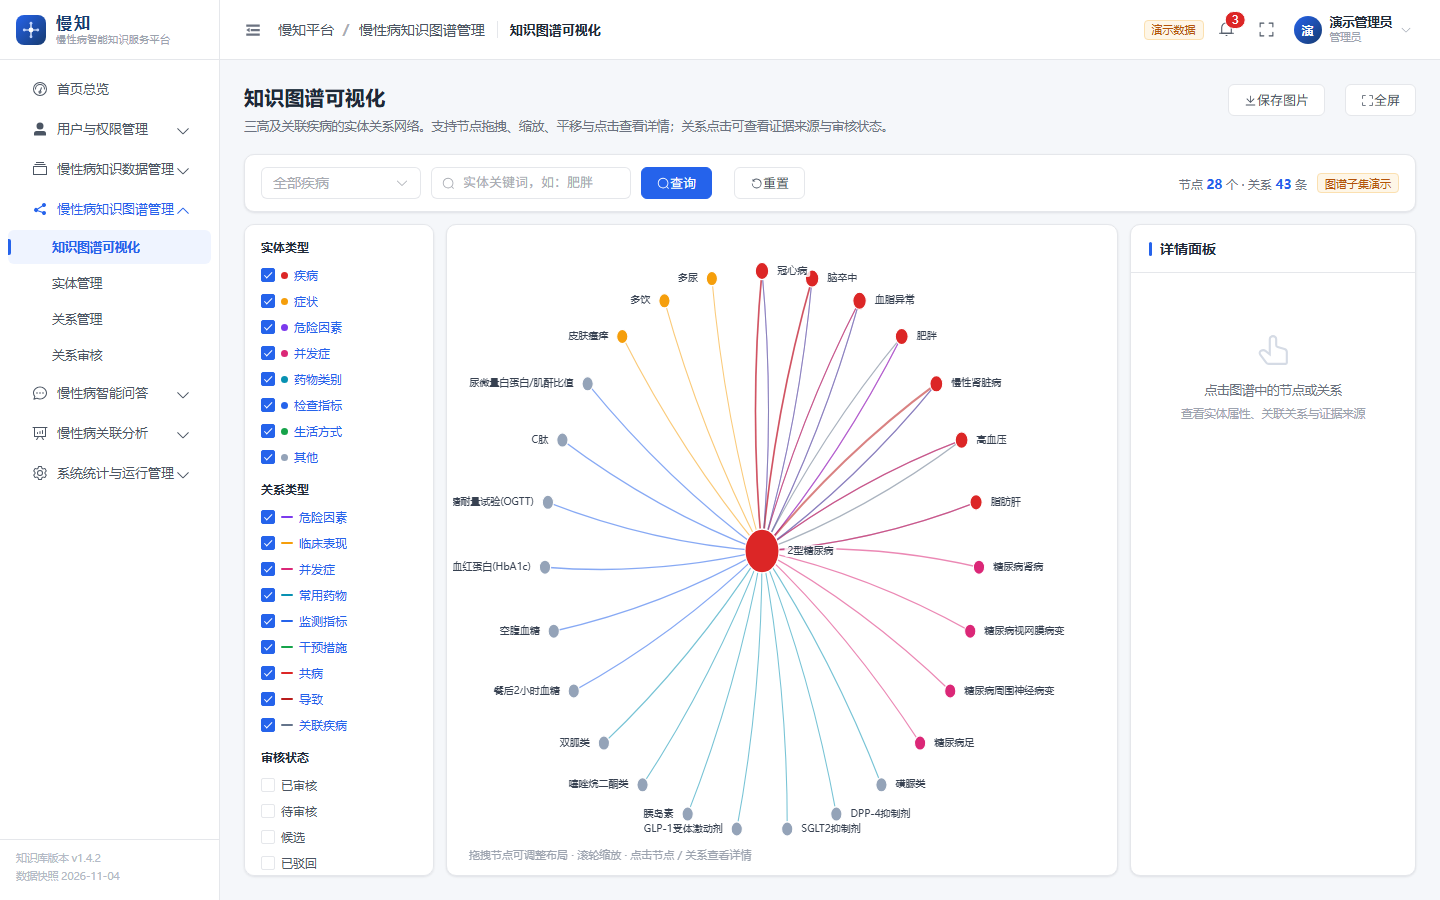 慢知
慢性病智能知识服务平台
慢知平台 / 慢性病知识图谱管理 知识图谱可视化
演示数据
3
演
演示管理员
管理员
首页总览
用户与权限管理
慢性病知识数据管理
慢性病知识图谱管理
知识图谱可视化
实体管理
关系管理
关系审核
慢性病智能问答
慢性病关联分析
系统统计与运行管理
知识库版本 v1.4.2
数据快照 2026-11-04
知识图谱可视化
三高及关联疾病的实体关系网络。支持节点拖拽、缩放、平移与点击查看详情；关系点击可查看证据来源与审核状态。
保存图片
全屏
全部疾病
实体关键词，如：肥胖
查询
重置
节点 28 个 · 关系 43 条
图谱子集演示
实体类型
疾病
症状
危险因素
并发症
药物类别
检查指标
生活方式
其他
关系类型
危险因素
临床表现
并发症
常用药物
监测指标
干预措施
共病
导致
关联疾病
审核状态
已审核
待审核
候选
已驳回
冠心病
脑卒中
血脂异常
肥胖
慢性肾脏病
高血压
脂肪肝
2型糖尿病
糖尿病肾病
糖尿病视网膜病变
糖尿病周围神经病变
糖尿病足
磺脲类
DPP-4抑制剂
SGLT2抑制剂
GLP-1受体激动剂
胰岛素
噻唑烷二酮类
双胍类
餐后2小时血糖
空腹血糖
血红蛋白(HbA1c)
糖耐量试验(OGTT)
C肽
尿微量白蛋白/肌酐比值
皮肤瘙痒
多饮
多尿
拖拽节点可调整布局 · 滚轮缩放 · 点击节点 / 关系查看详情
详情面板
点击图谱中的节点或关系
查看实体属性、关联关系与证据来源